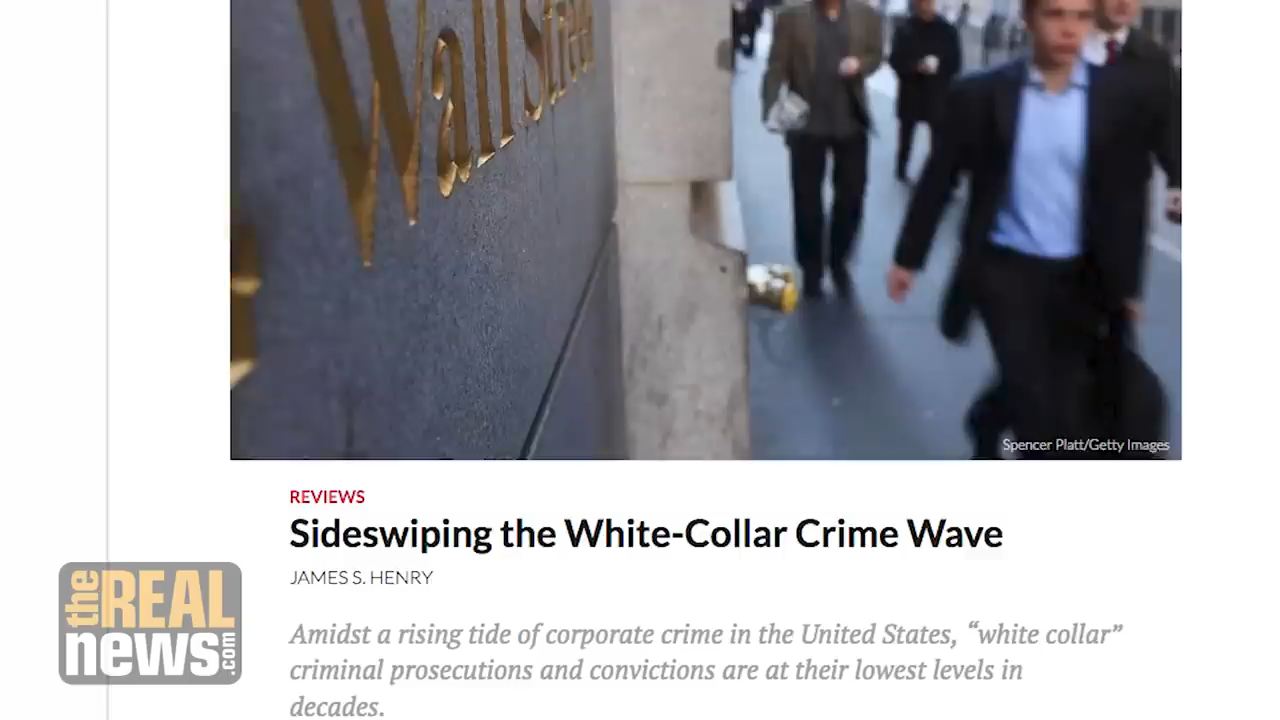 Wall Street
Spencer Platt/Getty Images
REVIEWS
Sideswiping the White-Collar Crime Wave
JAMES S. HENRY
Amidst a rising tide of corporate crime in the United States, “white collar”
criminal prosecutions and convictions are at their lowest levels in
decades.
the REAL
news.com